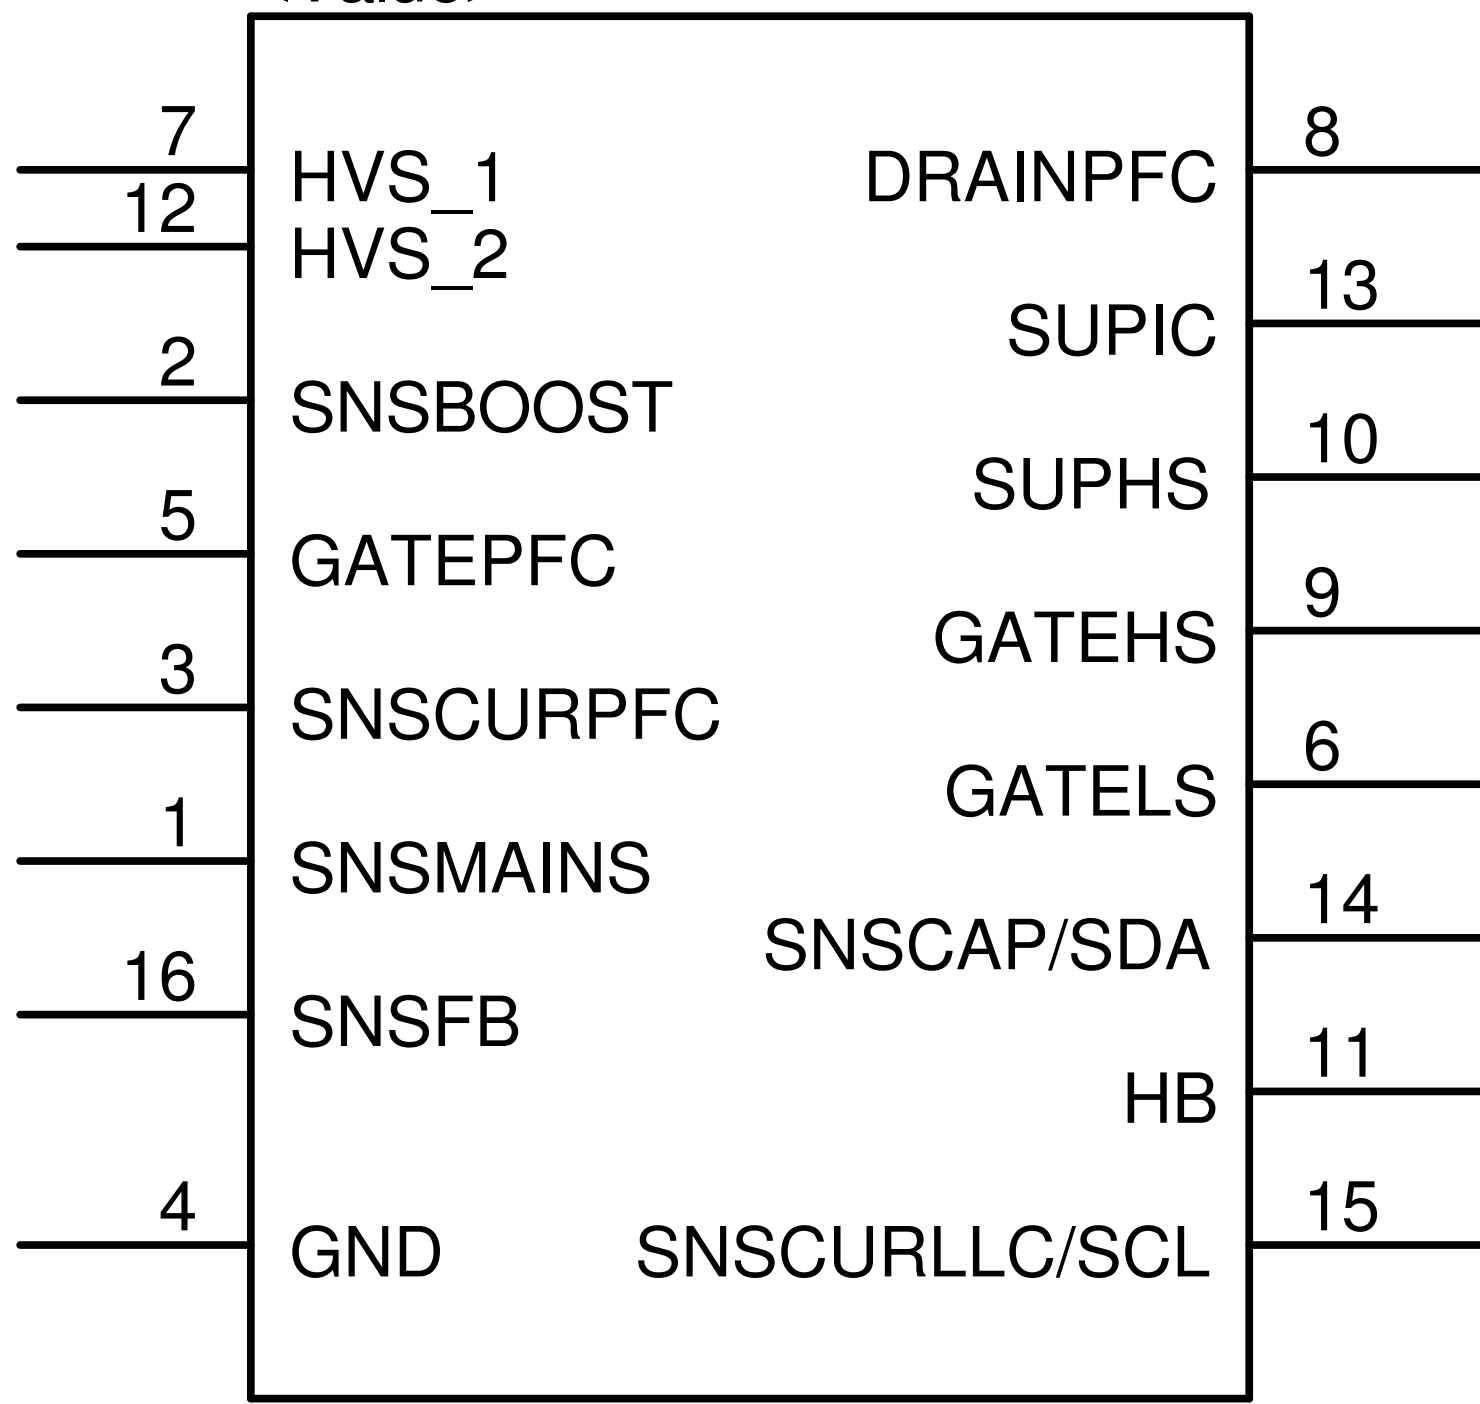 7 HVS_1 DRAINPFC 8
12 HVS_2
SUPIC 13
2 SNSBOOST
SUPHS 10
5 GATEPFC
GATEHS 9
3 SNSCURPFC
GATELS 6
1 SNSMAINS
SNSCAP/SDA 14
16 SNSFB
HB 11
4 GND SNSCURLLC/SCL 15